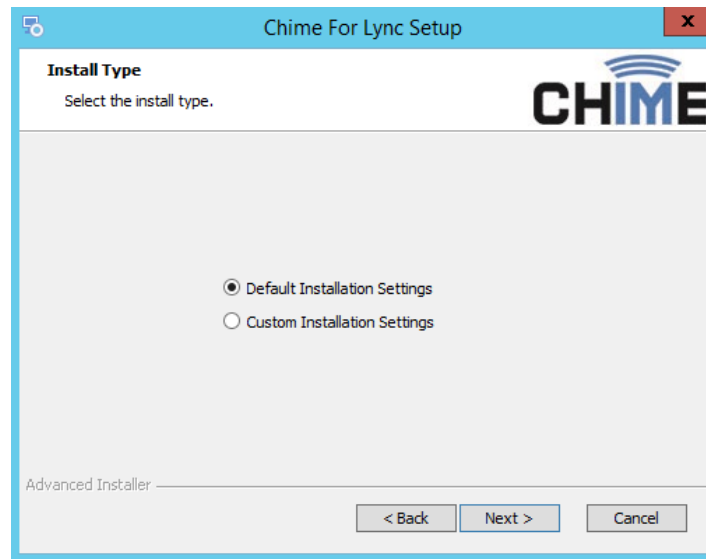 Chime For Lync Setup
x
Install Type
Select the install type.
CHIME
Default Installation Settings
Custom Installation Settings
Advanced Installer
< Back Next > Cancel